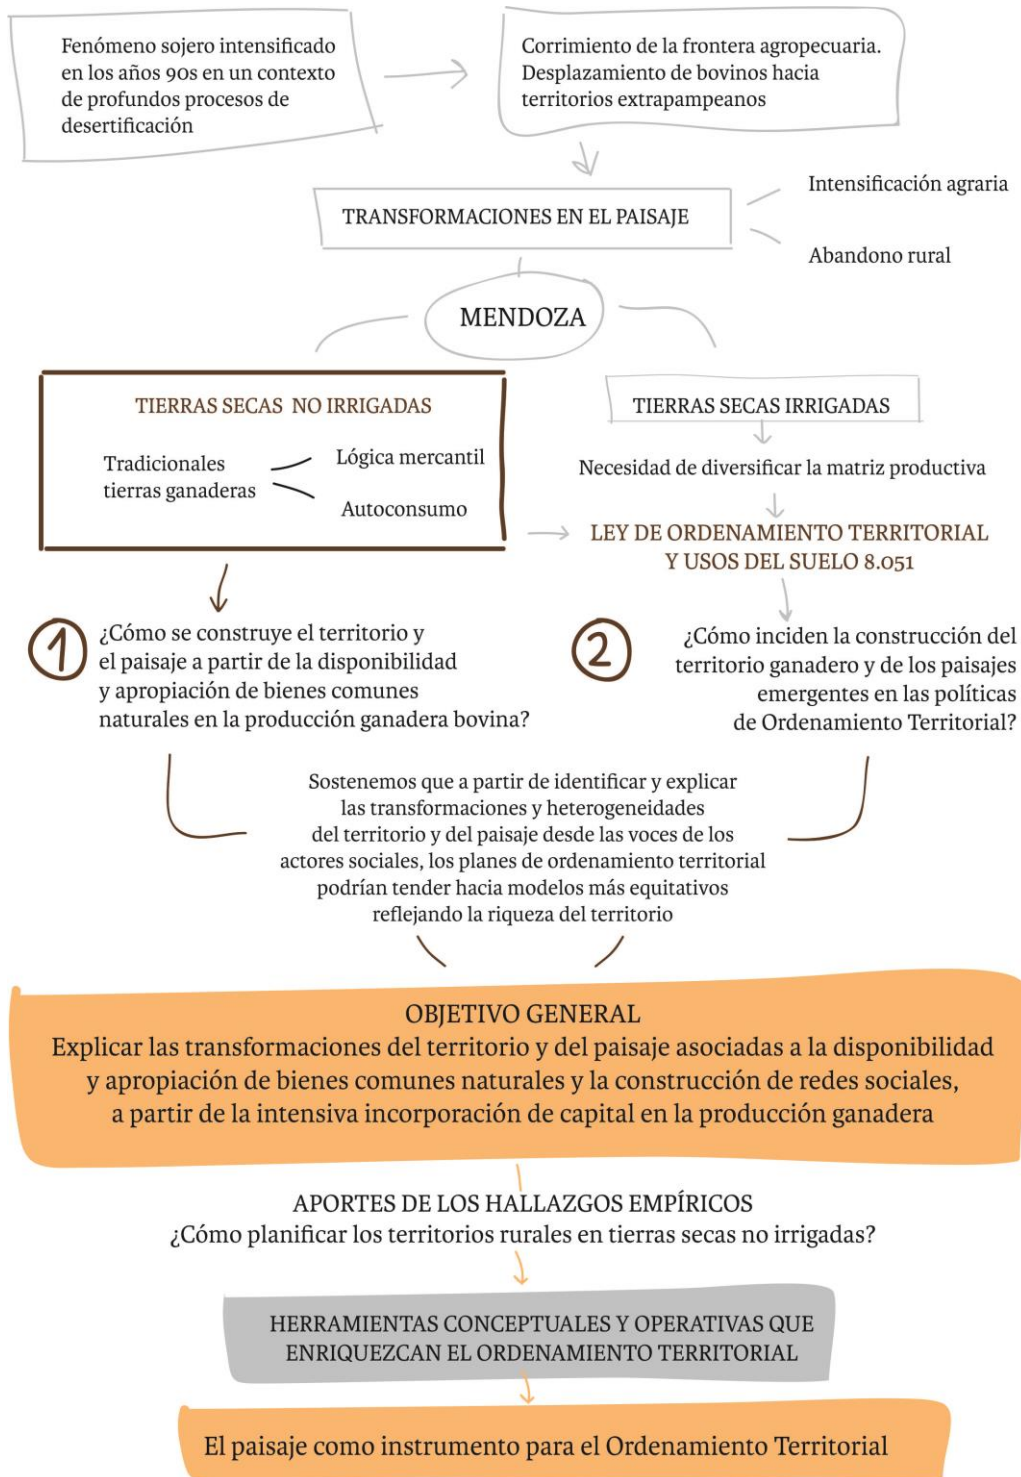 Fenómeno sojero intensificado
en los años 90s en un contexto
de profundos procesos de
desertificación
Corrimiento de la frontera agropecuaria.
Desplazamiento de bovinos hacia
territorios extrapampeanos
TRANSFORMACIONES EN EL PAISAJE
Intensificación agraria
Abandono rural
MENDOZA
TIERRAS SECAS NO IRRIGADAS
Tradicionales
tierras ganaderas
Lógica mercantil
Autoconsumo
TIERRAS SECAS IRRIGADAS
Necesidad de diversificar la matriz productiva
LEY DE ORDENAMIENTO TERRITORIAL
Y USOS DEL SUELO 8.051
1
¿Cómo se construye el territorio y
el paisaje a partir de la disponibilidad
y apropiación de bienes comunes
naturales en la producción ganadera bovina?
2
¿Cómo inciden la construcción del
territorio ganadero y de los paisajes
emergentes en las políticas
de Ordenamiento Territorial?
Sostenemos que a partir de identificar y explicar
las transformaciones y heterogeneidades
del territorio y del paisaje desde las voces de los
actores sociales, los planes de ordenamiento territorial
podrían tender hacia modelos más equitativos
reflejando la riqueza del territorio
OBJETIVO GENERAL
Explicar las transformaciones del territorio y del paisaje asociadas a la disponibilidad
y apropiación de bienes comunes naturales y la construcción de redes sociales,
a partir de la intensiva incorporación de capital en la producción ganadera
APORTES DE LOS HALLAZGOS EMPÍRICOS
¿Cómo planificar los territorios rurales en tierras secas no irrigadas?
HERRAMIENTAS CONCEPTUALES Y OPERATIVAS QUE
ENRIQUEZCAN EL ORDENAMIENTO TERRITORIAL
El paisaje como instrumento para el Ordenamiento Territorial